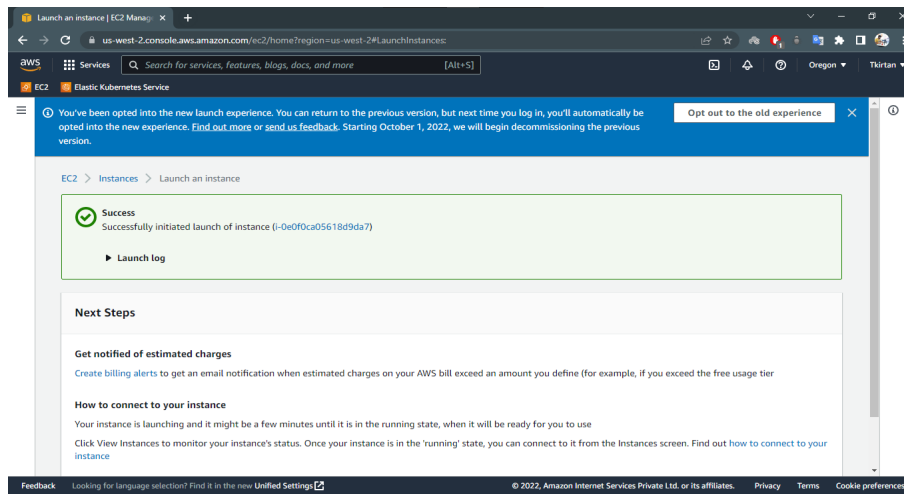 Launch an instance | EC2 Manag
us-west-2.console.aws.amazon.com/ec2/home?region=us-west-2#LaunchInstances:
aws Services Search for services, features, blogs, docs, and more [Alt+S] Oregon Tkirtan
EC2 Elastic Kubernetes Service
You've been opted into the new launch experience. You can return to the previous version, but next time you log in, you'll automatically be
opted into the new experience. Find out more or send us feedback. Starting October 1, 2022, we will begin decommissioning the previous
version.
Opt out to the old experience
EC2 > Instances > Launch an instance
Success
Successfully initiated launch of instance (i-0e0f0ca05618d9da7)
Launch log
Next Steps
Get notified of estimated charges
Create billing alerts to get an email notification when estimated charges on your AWS bill exceed an amount you define (for example, if you exceed the free usage tier
How to connect to your instance
Your instance is launching and it might be a few minutes until it is in the running state, when it will be ready for you to use
Click View Instances to monitor your instance's status. Once your instance is in the 'running' state, you can connect to it from the Instances screen. Find out how to connect to your
instance
Feedback Looking for language selection? Find it in the new Unified Settings © 2022, Amazon Internet Services Private Ltd. or its affiliates. Privacy Terms Cookie preferences